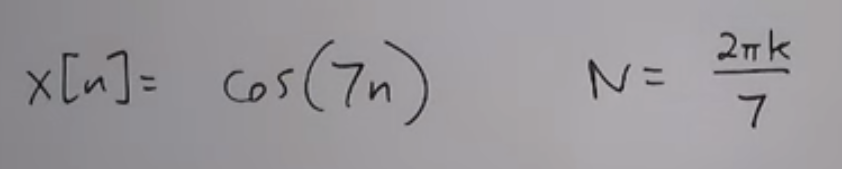 x[n]= cos(7n) N= 2πk/7